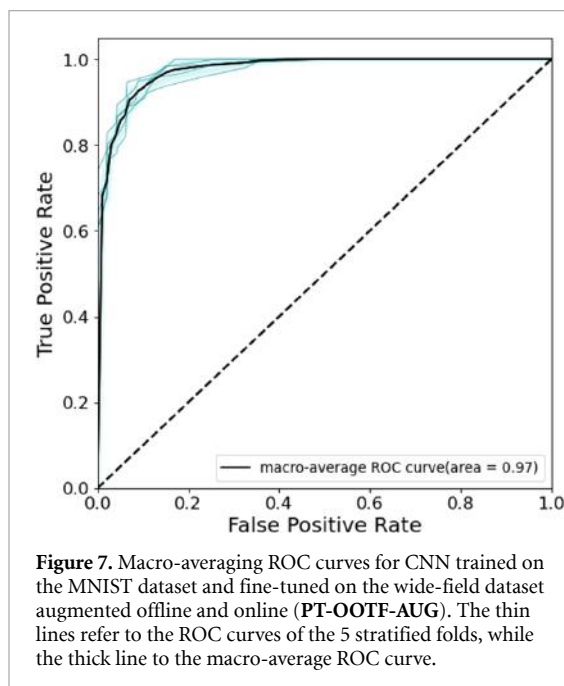 1.0
0.8
0.6
0.4
0.2
0.0
True Positive Rate
macro-average ROC curve(area = 0.97)
0.0 0.2 0.4 0.6 0.8 1.0
False Positive Rate
Figure 7. Macro-averaging ROC curves for CNN trained on
the MNIST dataset and fine-tuned on the wide-field dataset
augmented offline and online (PT-OOTF-AUG). The thin
lines refer to the ROC curves of the 5 stratified folds, while
the thick line to the macro-average ROC curve.